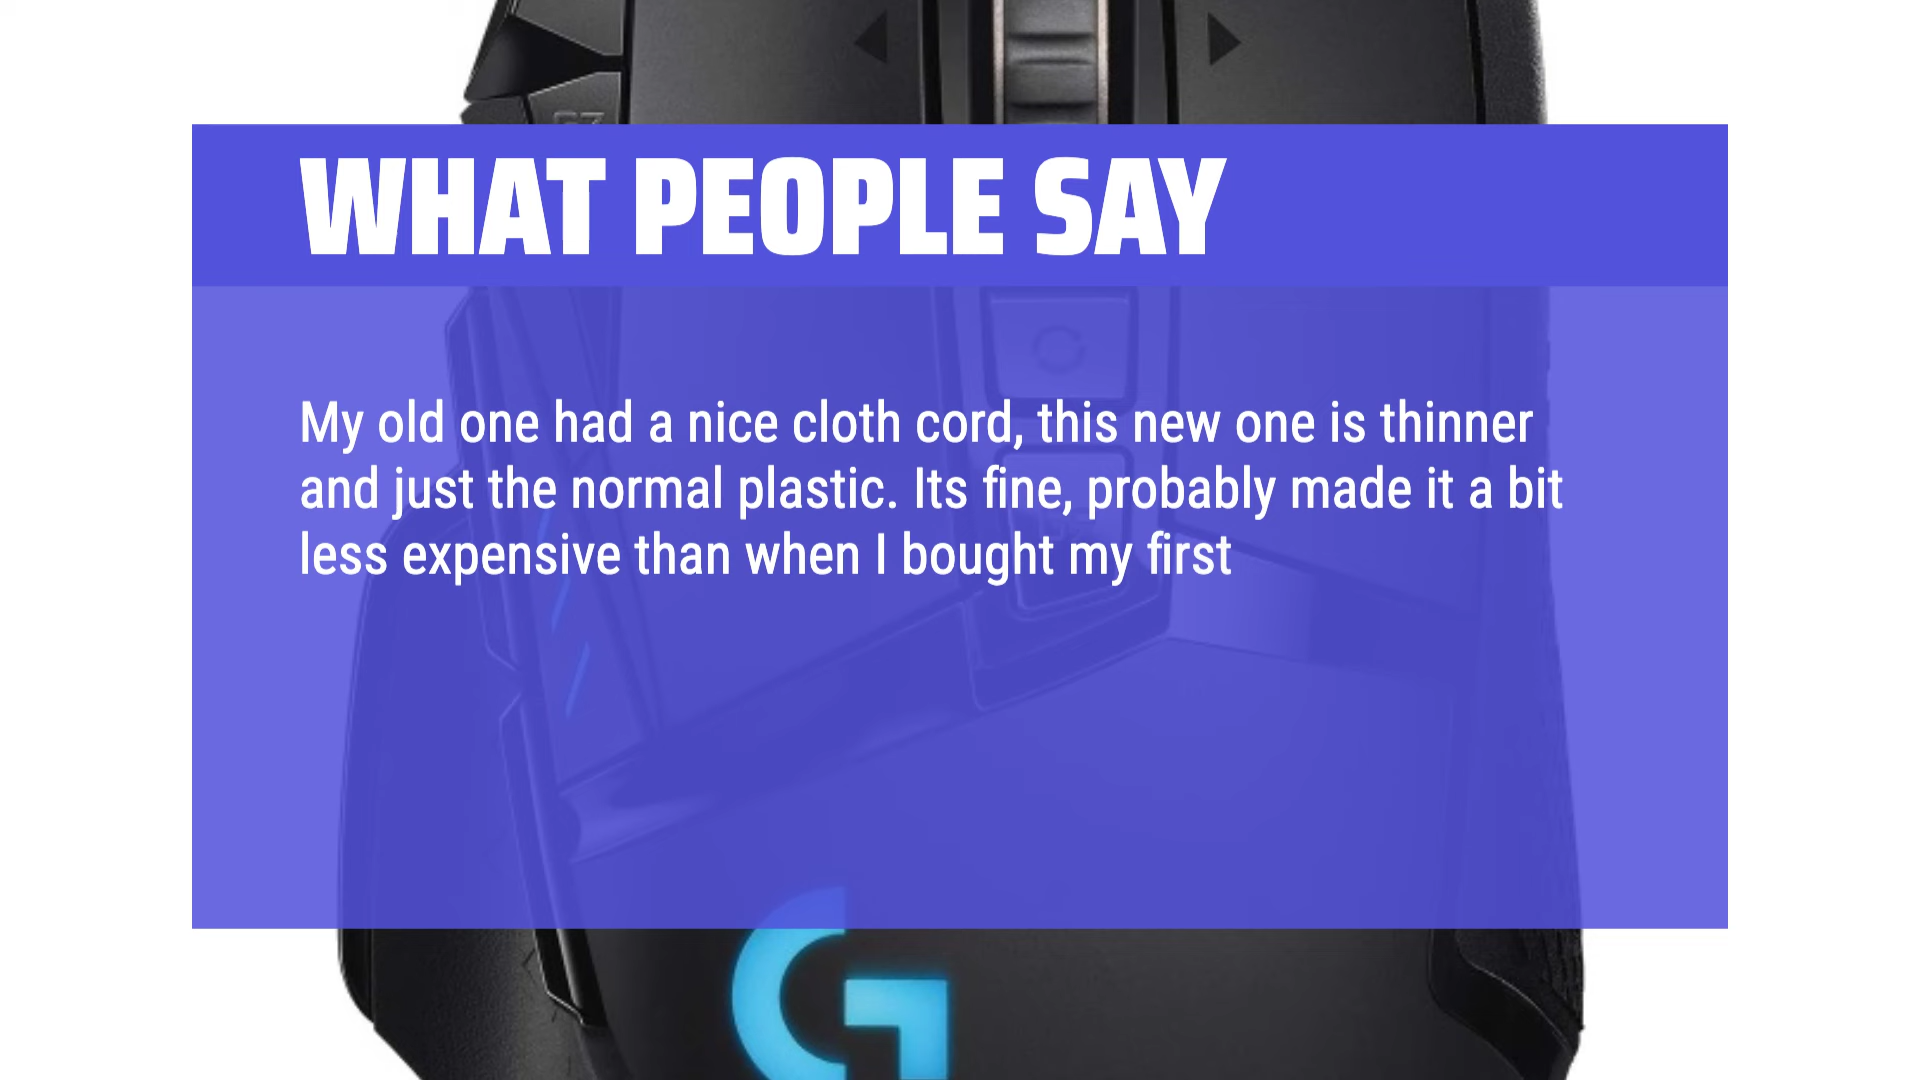 WHAT PEOPLE SAY
My old one had a nice cloth cord, this new one is thinner
and just the normal plastic. Its fine, probably made it a bit
less expensive than when I bought my first